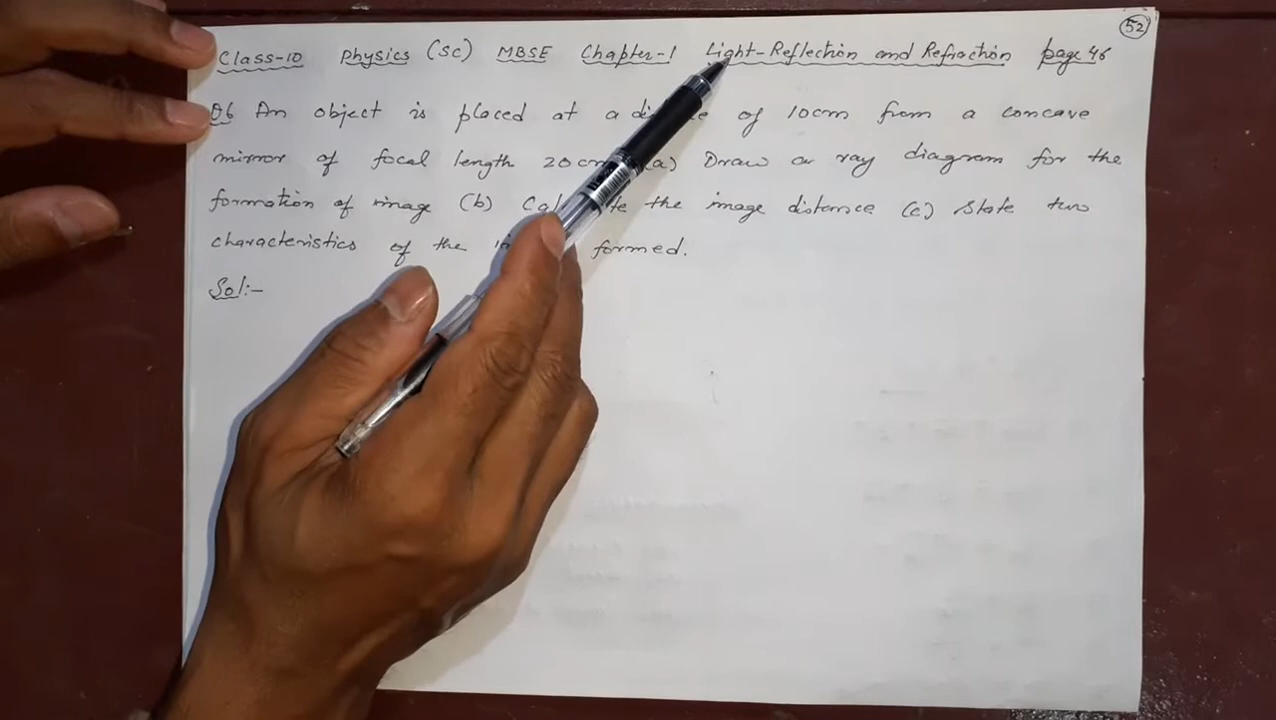 52
Class-10 Physics (SC) MBSE Chapter-1 Light-Reflection and Refraction page 46
Q6 An object is placed at a of 10cm from a concave
mirror of focal length 20cm (a) Draw a ray diagram for the
formation of image (b) the image distance (c) State two
characteristics of the formed.
Sol:-